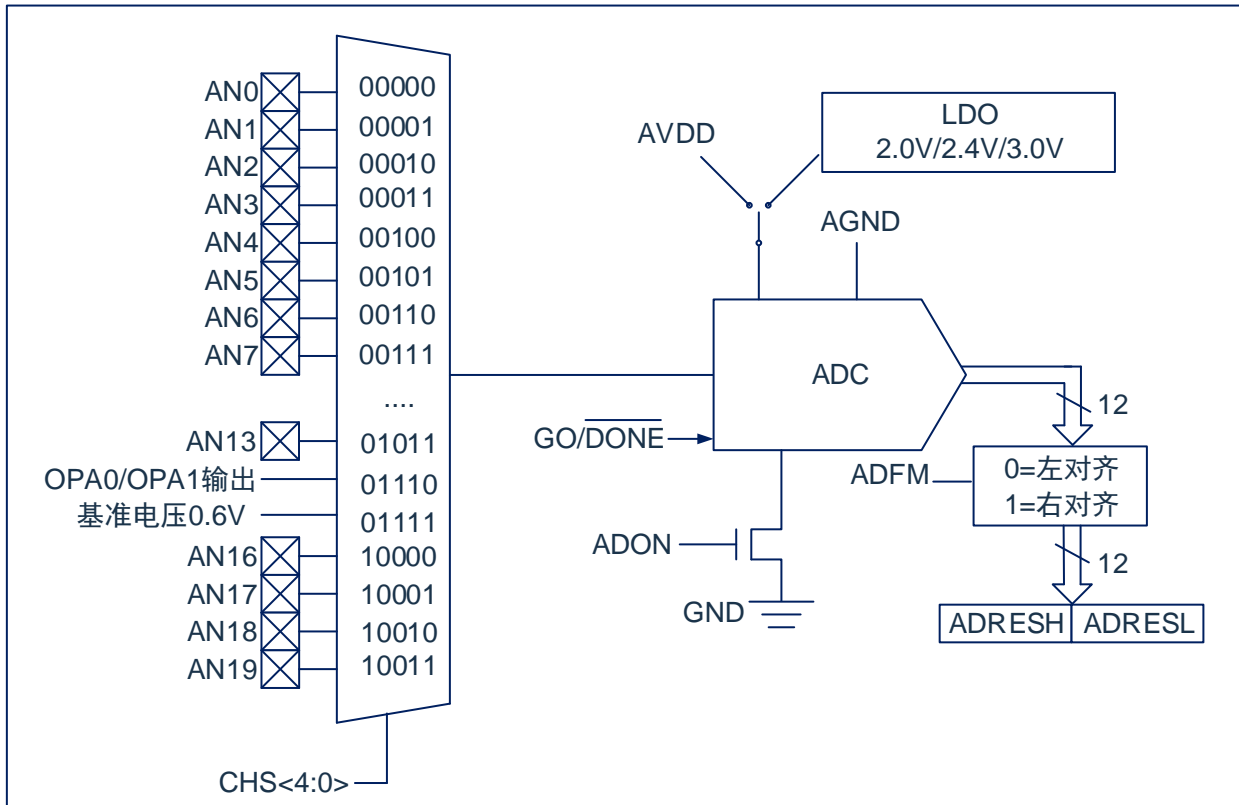 AN0 00000
AN1 00001
AN2 00010
AN3 00011
AN4 00100
AN5 00101
AN6 00110
AN7 00111
....
AN13 01011
OPA0/OPA1输出 01110
基准电压0.6V 01111
AN16 10000
AN17 10001
AN18 10010
AN19 10011
CHS<4:0>
AVDD
LDO
2.0V/2.4V/3.0V
AGND
ADC
GO/DONE
12
ADFM
0=左对齐
1=右对齐
ADON
12
GND
ADRESH ADRESL